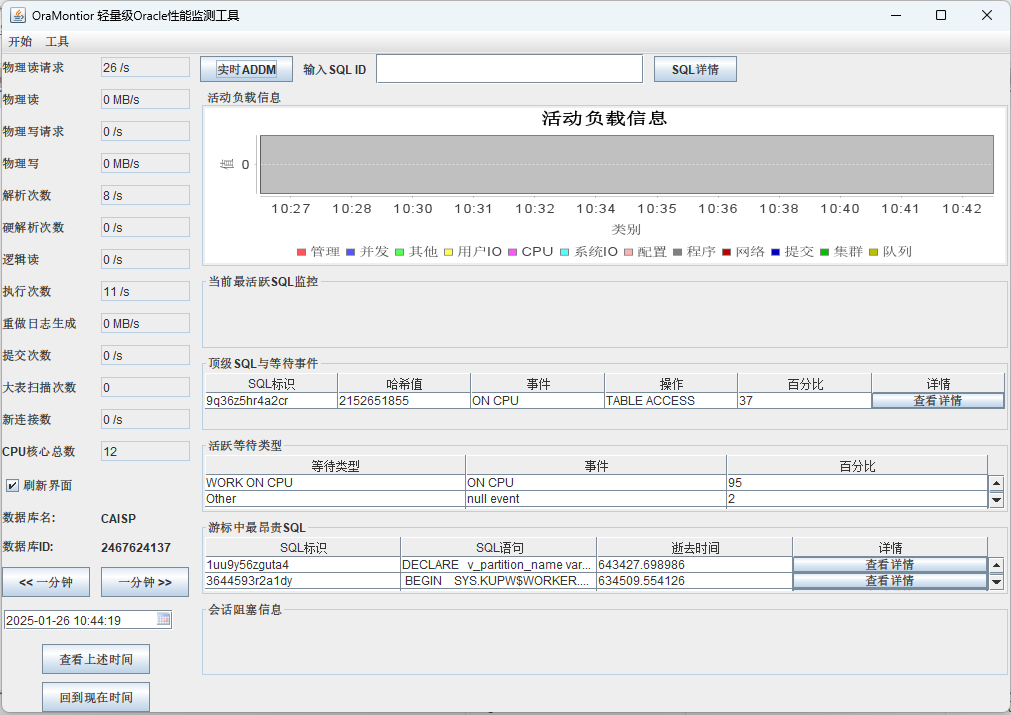 OraMontior 轻量级Oracle性能监测工具
开始 工具
物理读请求 26 /s
物理读 0 MB/s
物理写请求 0 /s
物理写 0 MB/s
解析次数 8 /s
硬解析次数 0 /s
逻辑读 0 /s
执行次数 11 /s
重做日志生成 0 MB/s
提交次数 0 /s
大表扫描次数 0
新连接数 0 /s
CPU核心总数 12
刷新界面
数据库名: CAISP
数据库ID: 2467624137
<< 一分钟 一分钟 >>
2025-01-26 10:44:19
查看上述时间
回到现在时间
实时ADDM 输入SQL ID SQL详情
活动负载信息
活动负载信息
值 0
10:27 10:28 10:30 10:31 10:32 10:34 10:35 10:36 10:38 10:40 10:41 10:42
类别
管理 并发 其他 用户IO CPU 系统IO 配置 程序 网络 提交 集群 队列
当前最活跃SQL监控
顶级SQL与等待事件
SQL标识 哈希值 事件 操作 百分比 详情
9q36z5hr4a2cr 2152651855 ON CPU TABLE ACCESS 37 查看详情
活跃等待类型
等待类型 事件 百分比
WORK ON CPU ON CPU 95
Other null event 2
游标中最昂贵SQL
SQL标识 SQL语句 逝去时间 详情
1uu9y56zguta4 DECLARE v_partition_name var... 643427.698986 查看详情
3644593r2a1dy BEGIN SYS.KUPW$WORKER.... 634509.554126 查看详情
会话阻塞信息